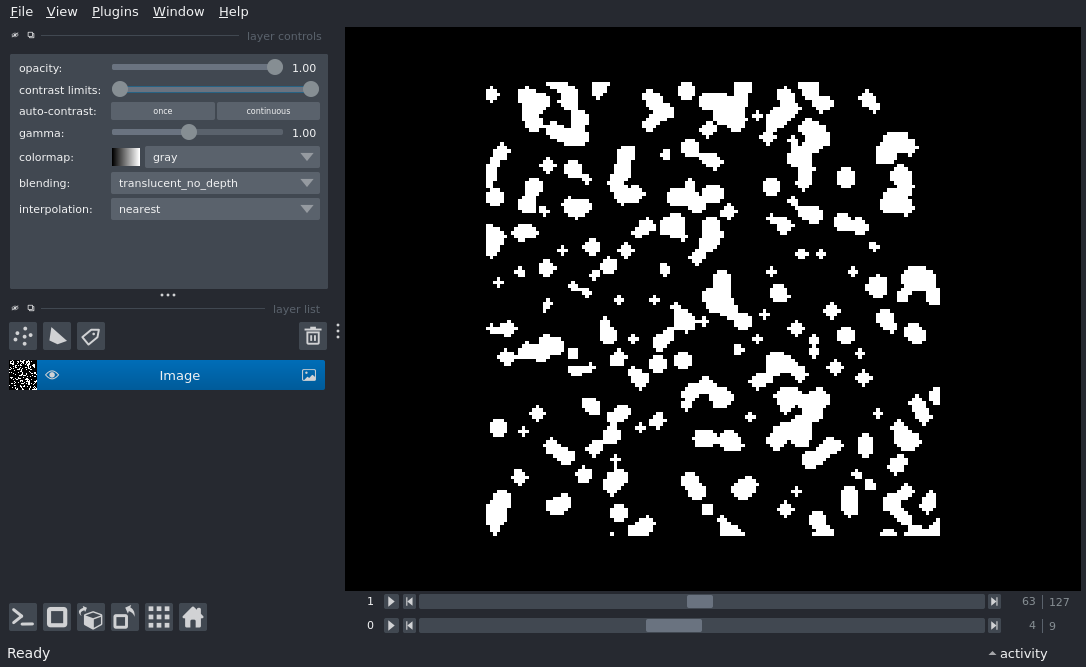 File View Plugins Window Help
layer controls
opacity: 1.00
contrast limits:
auto-contrast: once continuous
gamma: 1.00
colormap: gray
blending: translucent_no_depth
interpolation: nearest
layer list
Image
1 63 127
0 4 9
Ready activity